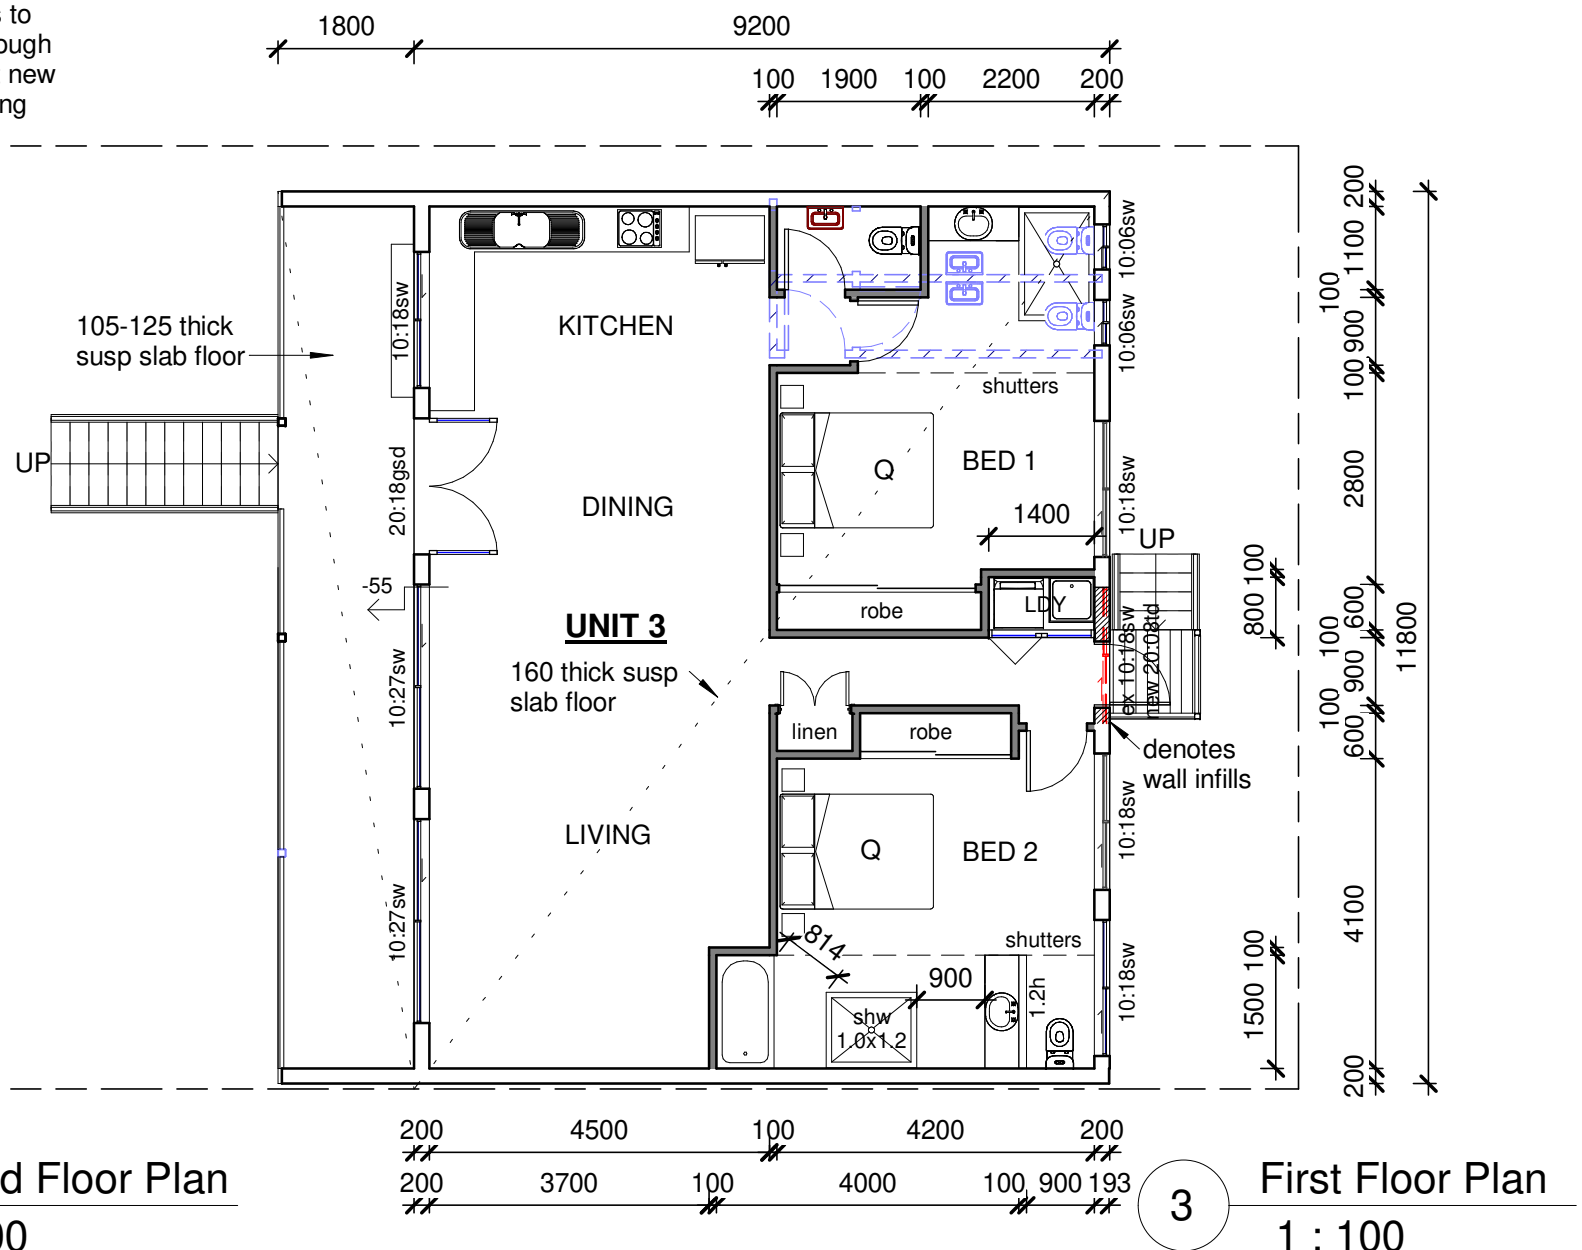 s to
ough
new
ng
1800
9200
100 1900 100 2200 200
105-125 thick
susp slab floor
UP
10:18sw
20:18gsd
-55
10:27sw
10:27sw
KITCHEN
DINING
UNIT 3
160 thick susp
slab floor
LIVING
shutters
Q
BED 1
1400
robe
LDY
UP
linen
robe
denotes
wall infills
Q
BED 2
shutters
814
900
1.2h
shw
1.0x1.2
10:06sw
10:06sw
10:18sw
ex 10:18sw
new 20:08td
10:18sw
10:18sw
800 100
1500 100
100
100
100
200
1100
900
100
2800
600
900
600
4100
200
11800
200 4500 100 4200 200
200 3700 100 4000 100 900 193
d Floor Plan
00
3
First Floor Plan
1 : 100